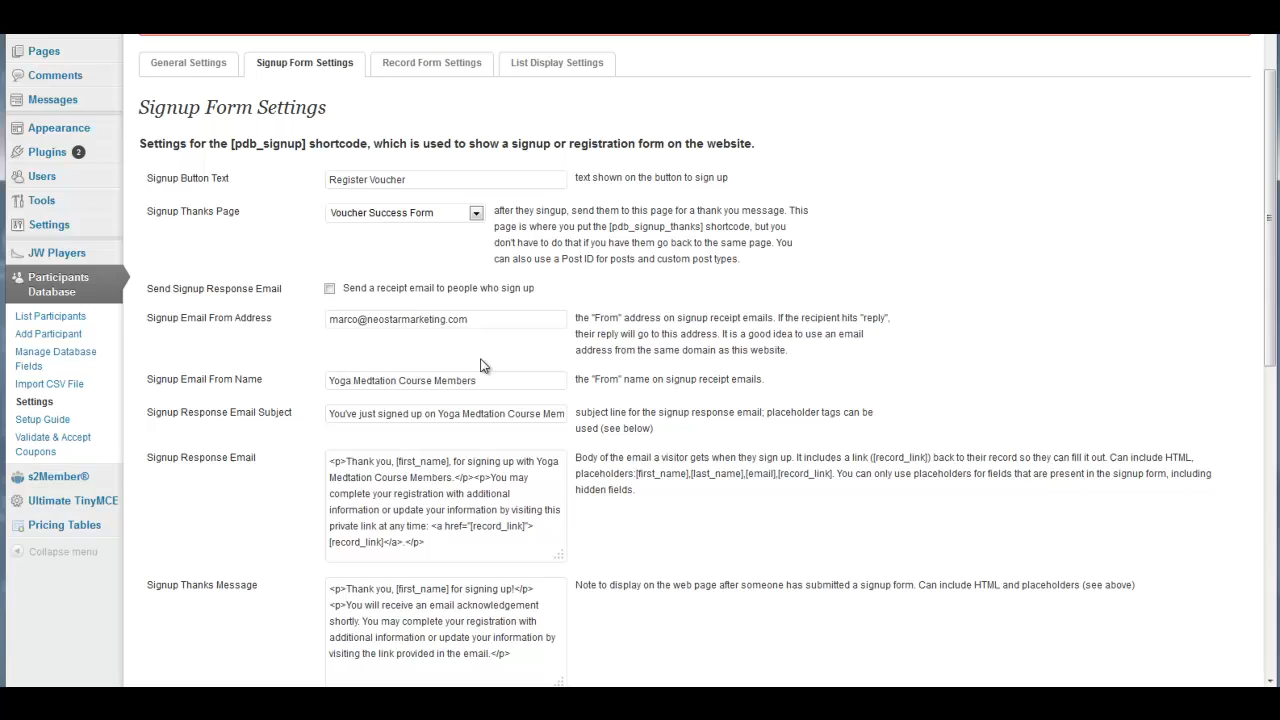 Pages
Comments
Messages
Appearance
Plugins 2
Users
Tools
Settings
JW Players
Participants
Database
List Participants
Add Participant
Manage Database
Fields
Import CSV File
Settings
Setup Guide
Validate & Accept
Coupons
s2Member®
Ultimate TinyMCE
Pricing Tables
Collapse menu
General Settings
Signup Form Settings
Record Form Settings
List Display Settings
Signup Form Settings
Settings for the [pdb_signup] shortcode, which is used to show a signup or registration form on the website.
Signup Button Text
Register Voucher
text shown on the button to sign up
Signup Thanks Page
Voucher Success Form
after they singup, send them to this page for a thank you message. This
page is where you put the [pdb_signup_thanks] shortcode, but you
don't have to do that if you have them go back to the same page. You
can also use a Post ID for posts and custom post types.
Send Signup Response Email
Send a receipt email to people who sign up
Signup Email From Address
marco@neostarmarketing.com
the "From" address on signup receipt emails. If the recipient hits "reply",
their reply will go to this address. It is a good idea to use an email
address from the same domain as this website.
Signup Email From Name
Yoga Medtation Course Members
the "From" name on signup receipt emails.
Signup Response Email Subject
You've just signed up on Yoga Medtation Course Mem
subject line for the signup response email; placeholder tags can be
used (see below)
Signup Response Email
<p>Thank you, [first_name], for signing up with Yoga
Medtation Course Members.</p><p>You may
complete your registration with additional
information or update your information by visiting this
private link at any time: <a href="[record_link]">
[record_link]</a>.</p>
Body of the email a visitor gets when they sign up. It includes a link ([record_link]) back to their record so they can fill it out. Can include HTML,
placeholders:[first_name],[last_name],[email],[record_link]. You can only use placeholders for fields that are present in the signup form, including
hidden fields.
Signup Thanks Message
<p>Thank you, [first_name] for signing up!</p>
<p>You will receive an email acknowledgement
shortly. You may complete your registration with
additional information or update your information by
visiting the link provided in the email.</p>
Note to display on the web page after someone has submitted a signup form. Can include HTML and placeholders (see above)